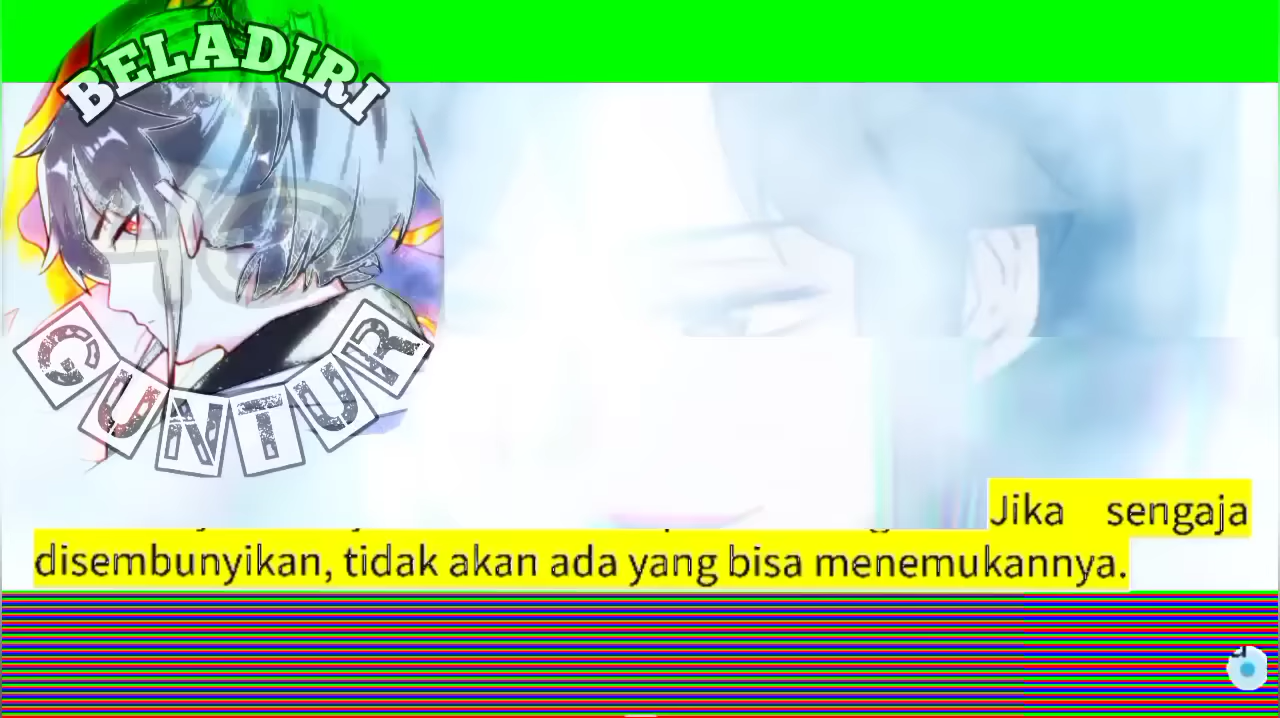 BELADIRI
GUNTUR
Jika sengaja
disembunyikan, tidak akan ada yang bisa menemukannya.